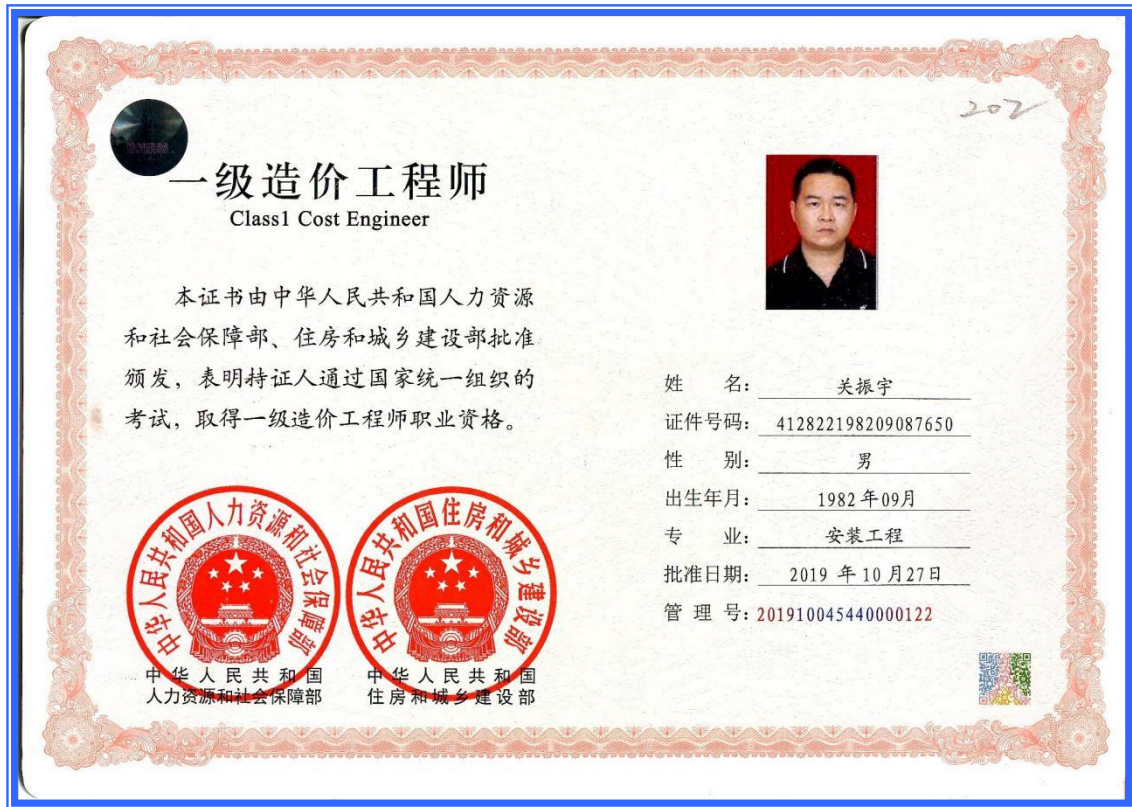 202
一级造价工程师
Class1 Cost Engineer
本证书由中华人民共和国人力资源
和社会保障部、住房和城乡建设部批准
颁发，表明持证人通过国家统一组织的
考试，取得一级造价工程师职业资格。
姓 名：关振宇
证件号码：412822198209087650
性 别：男
出生年月：1982年09月
专 业：安装工程
批准日期：2019 年 10 月27日
管 理 号：201910045440000122
中华人民共和国人力资源和社会保障部
中华人民共和国住房和城乡建设部
中华人民共和国
人力资源和社会保障部
中华人民共和国
住房和城乡建设部